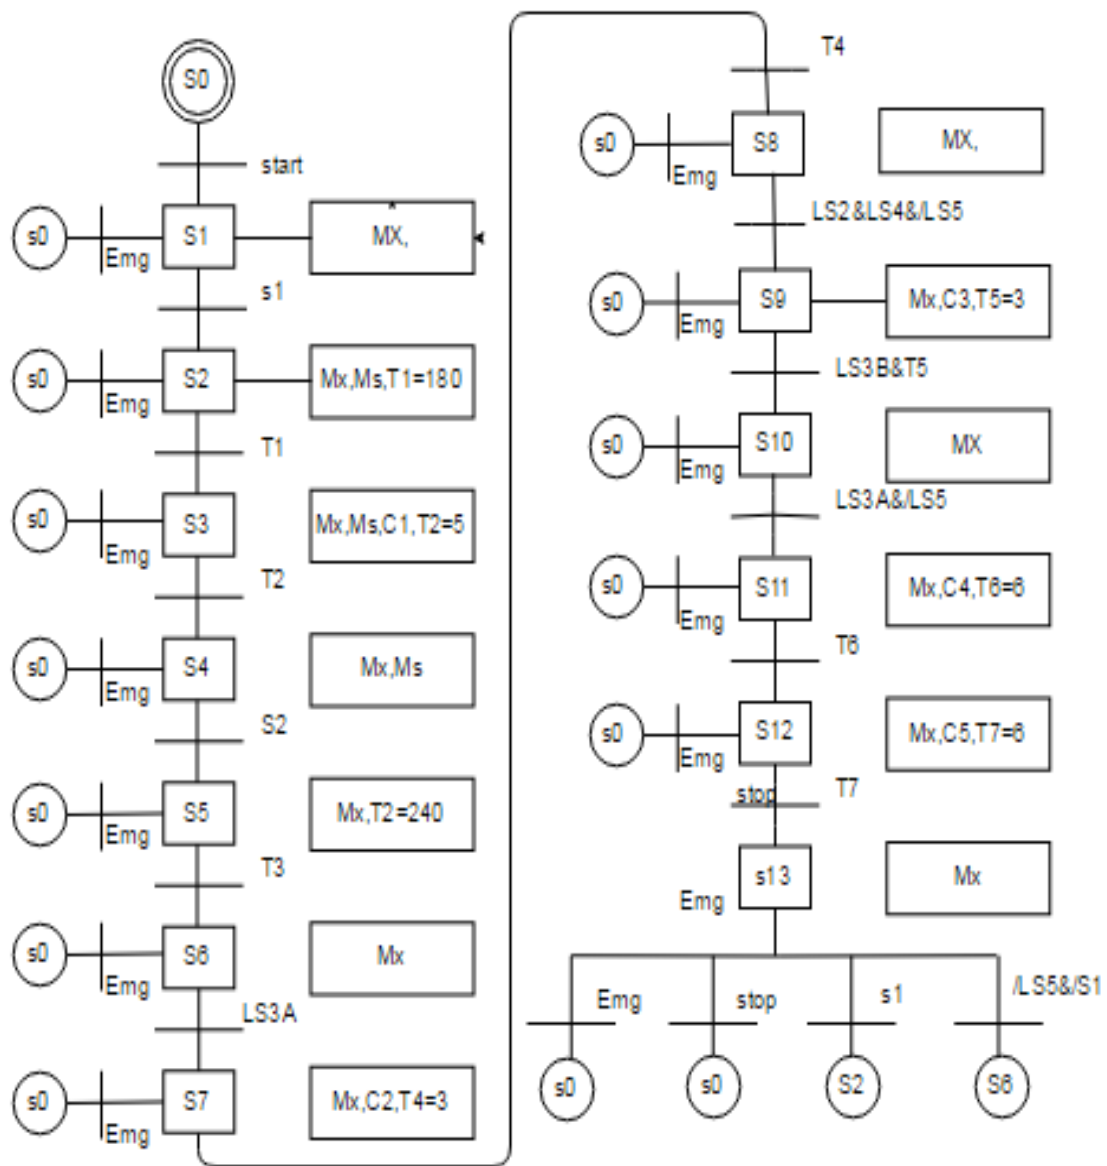 S0
start
s0
Emg
S1
MX,
s1
s0
Emg
S2
Mx,Ms,T1=180
T1
s0
Emg
S3
Mx,Ms,C1,T2=5
T2
s0
Emg
S4
Mx,Ms
S2
s0
Emg
S5
Mx,T2=240
T3
s0
Emg
S6
Mx
LS3A
s0
Emg
S7
Mx,C2,T4=3
T4
s0
Emg
S8
MX,
LS2&LS4&/LS5
s0
Emg
S9
Mx,C3,T5=3
LS3B&T5
s0
Emg
S10
MX
LS3A&/LS5
s0
Emg
S11
Mx,C4,T6=6
T6
s0
Emg
S12
Mx,C5,T7=6
stop
T7
Emg
s13
Mx
Emg
stop
s1
/LS5&/S1
s0
s0
S2
S6